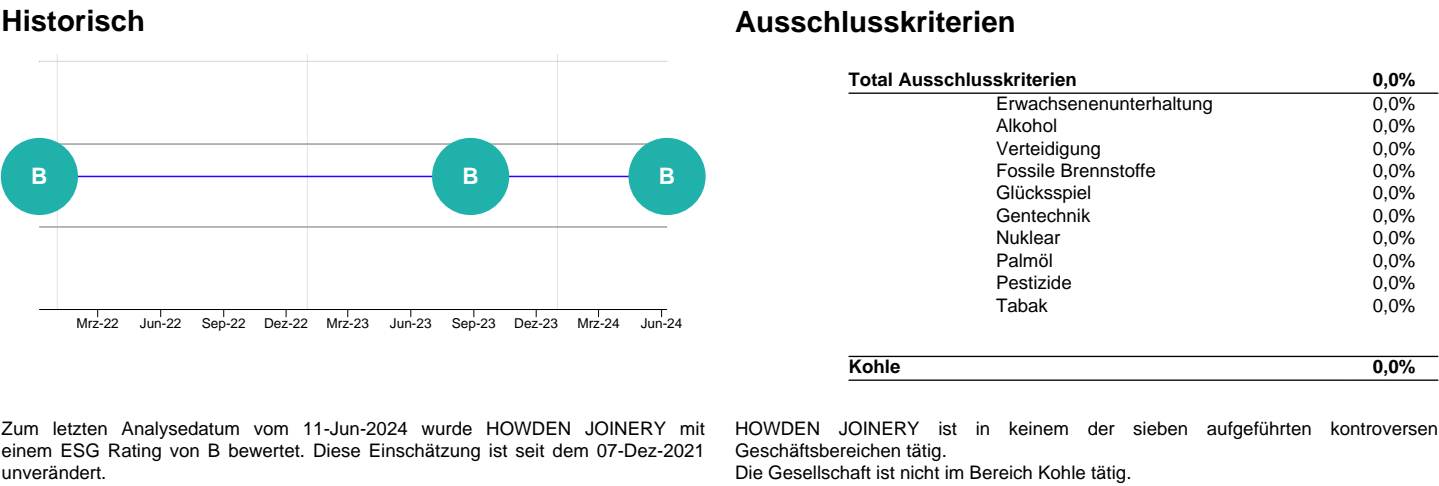 Historisch
B
B
B
Mrz-22 Jun-22 Sep-22 Dez-22 Mrz-23 Jun-23 Sep-23 Dez-23 Mrz-24 Jun-24
Zum letzten Analysedatum vom 11-Jun-2024 wurde HOWDEN JOINERY mit
einem ESG Rating von B bewertet. Diese Einschätzung ist seit dem 07-Dez-2021
unverändert.
Ausschlusskriterien
Total Ausschlusskriterien 0,0%
Erwachsenenunterhaltung 0,0%
Alkohol 0,0%
Verteidigung 0,0%
Fossile Brennstoffe 0,0%
Glücksspiel 0,0%
Gentechnik 0,0%
Nuklear 0,0%
Palmöl 0,0%
Pestizide 0,0%
Tabak 0,0%
Kohle 0,0%
HOWDEN JOINERY ist in keinem der sieben aufgeführten kontroversen
Geschäftsbereichen tätig.
Die Gesellschaft ist nicht im Bereich Kohle tätig.